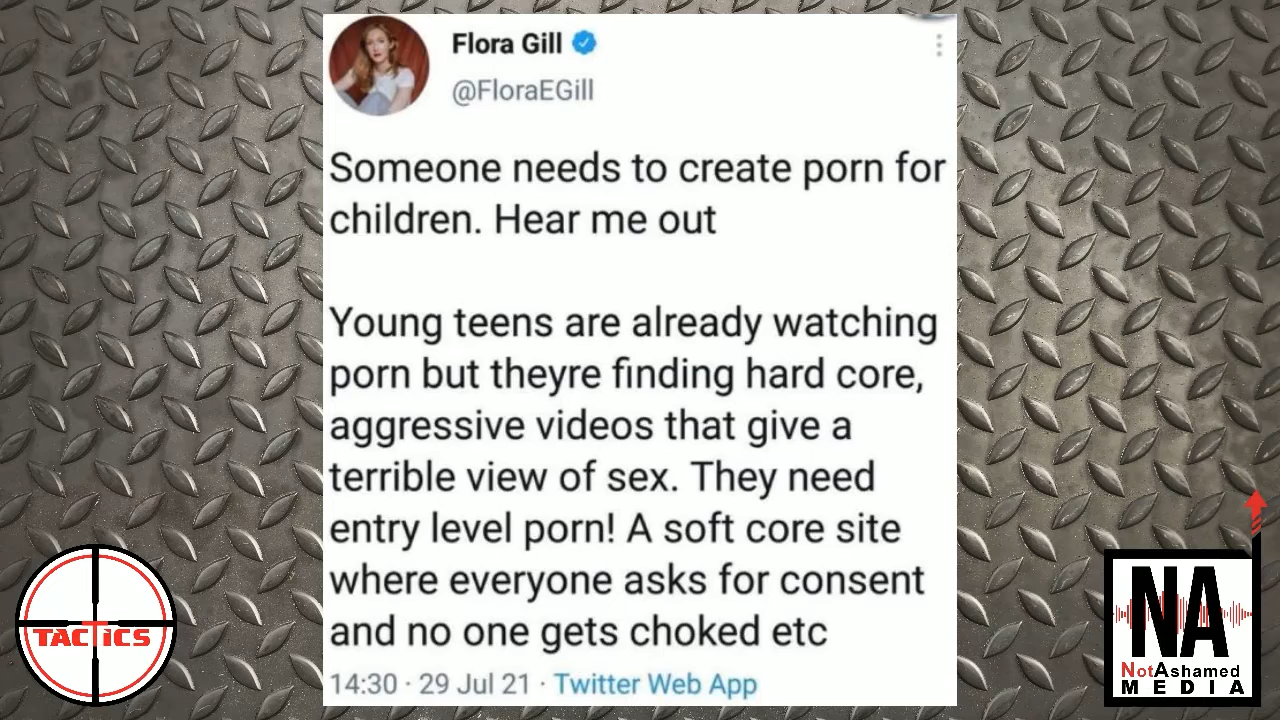 Flora Gill
@FloraEGill
Someone needs to create porn for
children. Hear me out
Young teens are already watching
porn but theyre finding hard core,
aggressive videos that give a
terrible view of sex. They need
entry level porn! A soft core site
where everyone asks for consent
and no one gets choked etc
14:30 · 29 Jul 21 · Twitter Web App
TACTICS
NA
NotAshamed
MEDIA